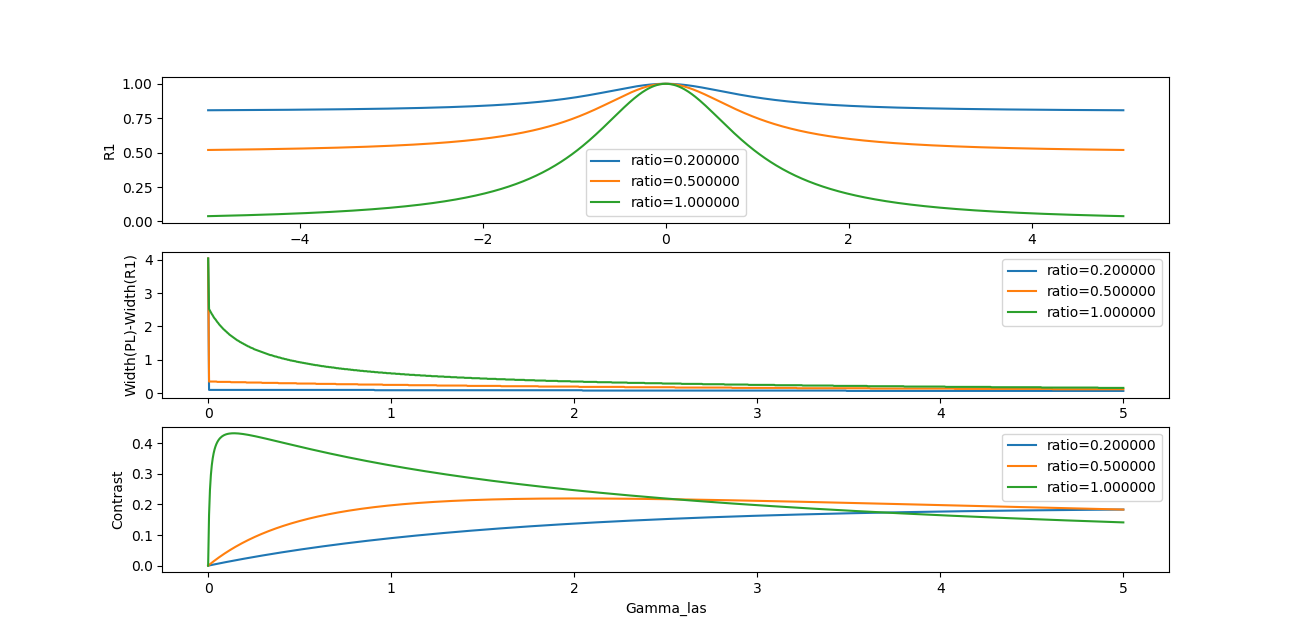 R1
1.00
0.75
0.50
0.25
0.00
ratio=0.200000
ratio=0.500000
ratio=1.000000
−4
−2
0
2
4
Width(PL)-Width(R1)
4
3
2
1
0
ratio=0.200000
ratio=0.500000
ratio=1.000000
0
1
2
3
4
5
Contrast
0.4
0.3
0.2
0.1
0.0
ratio=0.200000
ratio=0.500000
ratio=1.000000
0
1
2
3
4
5
Gamma_las